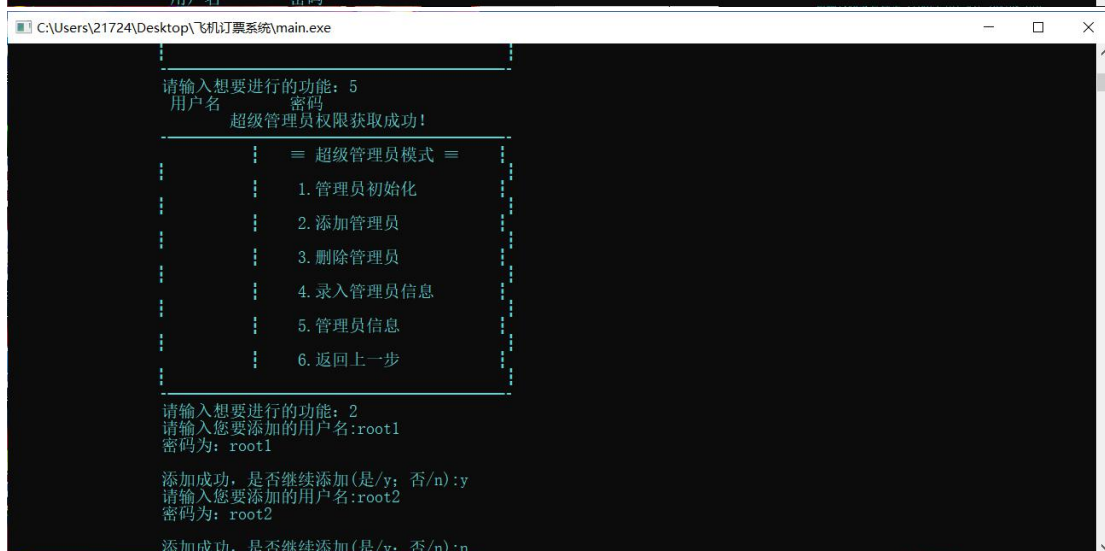 用户名 密码
C:\Users\21724\Desktop\飞机订票系统\main.exe
请输入想要进行的功能: 5
用户名 密码
超级管理员权限获取成功!
≡ 超级管理员模式 ≡
1.管理员初始化
2.添加管理员
3.删除管理员
4.录入管理员信息
5.管理员信息
6.返回上一步
请输入想要进行的功能: 2
请输入您要添加的用户名:root1
密码为: root1
添加成功，是否继续添加(是/y; 否/n):y
请输入您要添加的用户名:root2
密码为: root2
添加成功，是否继续添加(是/y; 否/n):n